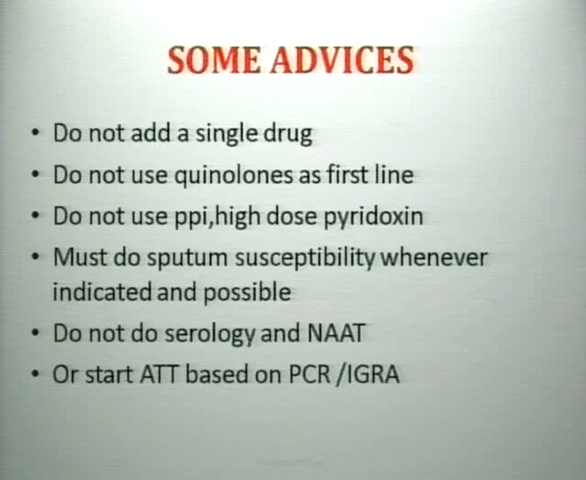 SOME ADVICES
• Do not add a single drug
• Do not use quinolones as first line
• Do not use ppi,high dose pyridoxin
• Must do sputum susceptibility whenever
indicated and possible
• Do not do serology and NAAT
• Or start ATT based on PCR /IGRA